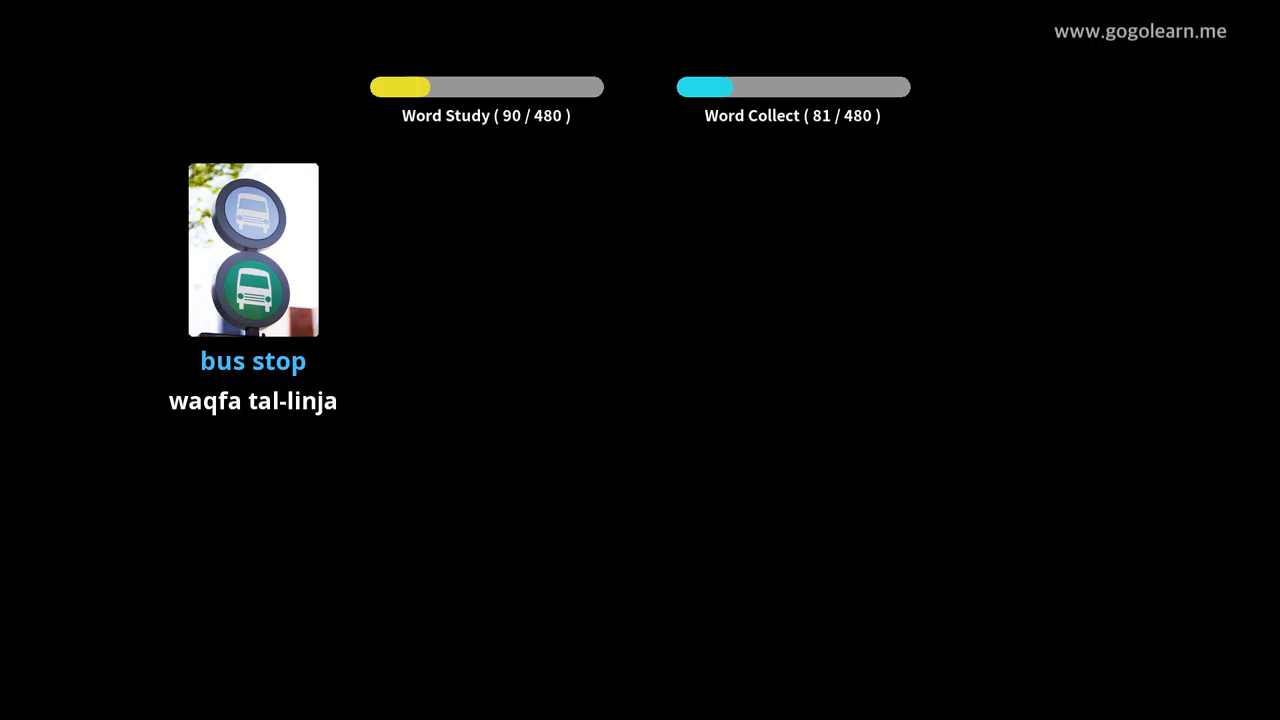 www.gogolearn.me
Word Study ( 90 / 480 )
Word Collect ( 81 / 480 )
bus stop
waqfa tal-linja